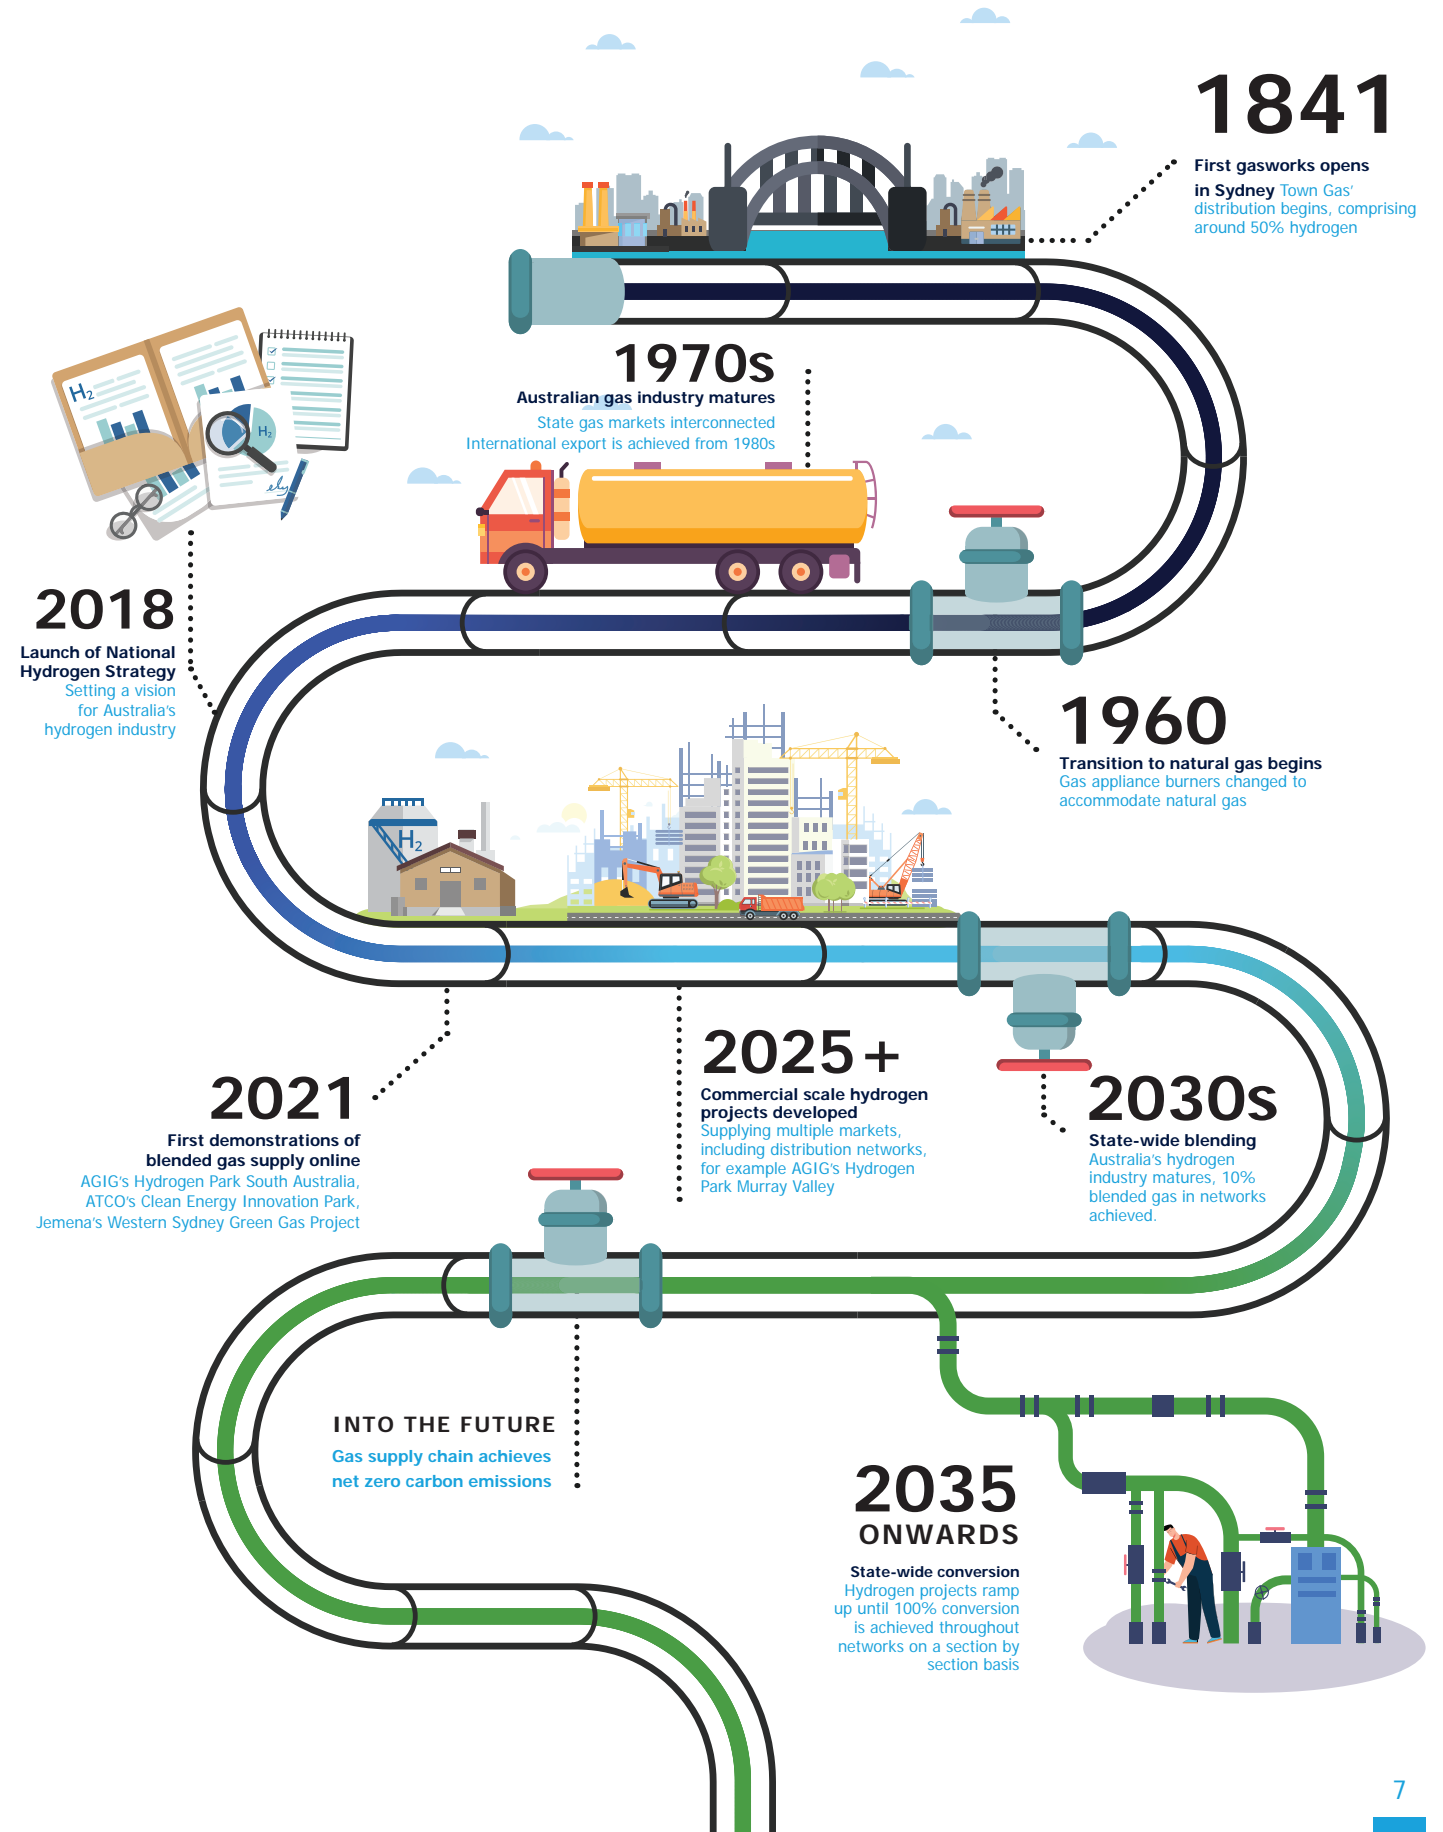 1841
First gasworks opens
in Sydney Town Gas’
distribution begins, comprising
around 50% hydrogen
1970s
Australian gas industry matures
State gas markets interconnected
International export is achieved from 1980s
H2
H2
2018
Launch of National
Hydrogen Strategy
Setting a vision
for Australia’s
hydrogen industry
1960
Transition to natural gas begins
Gas appliance burners changed to
accommodate natural gas
H2
2021
First demonstrations of
blended gas supply online
AGIG’s Hydrogen Park South Australia,
ATCO’s Clean Energy Innovation Park,
Jemena’s Western Sydney Green Gas Project
2025+
Commercial scale hydrogen
projects developed
Supplying multiple markets,
including distribution networks,
for example AGIG’s Hydrogen
Park Murray Valley
2030s
State-wide blending
Australia’s hydrogen
industry matures, 10%
blended gas in networks
achieved.
INTO THE FUTURE
Gas supply chain achieves
net zero carbon emissions
2035
ONWARDS
State-wide conversion
Hydrogen projects ramp
up until 100% conversion
is achieved throughout
networks on a section by
section basis
7